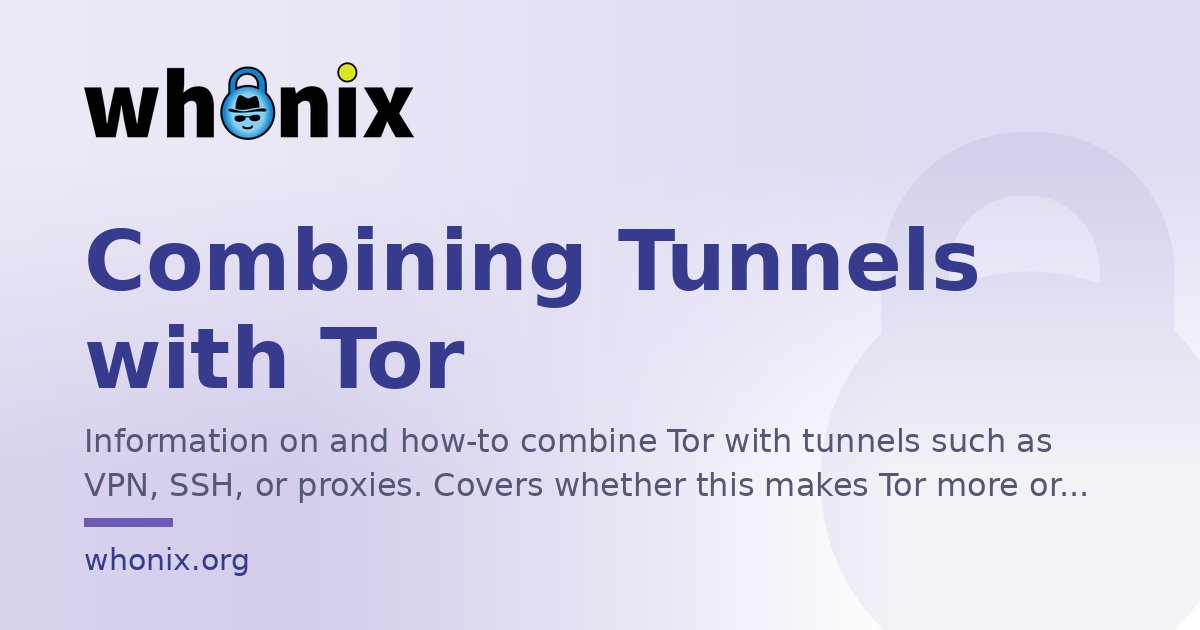 whonix
Combining Tunnels
with Tor
Information on and how-to combine Tor with tunnels such as
VPN, SSH, or proxies. Covers whether this makes Tor more or...
whonix.org